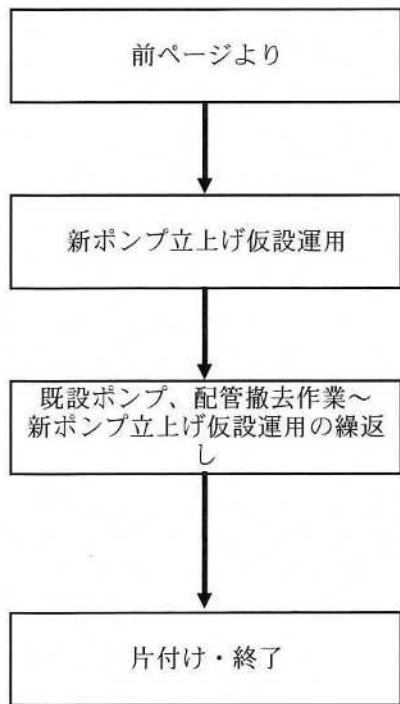 前ページより
新ポンプ立上げ仮設運用
既設ポンプ、配管撤去作業～
新ポンプ立上げ仮設運用の繰返
し
片付け・終了